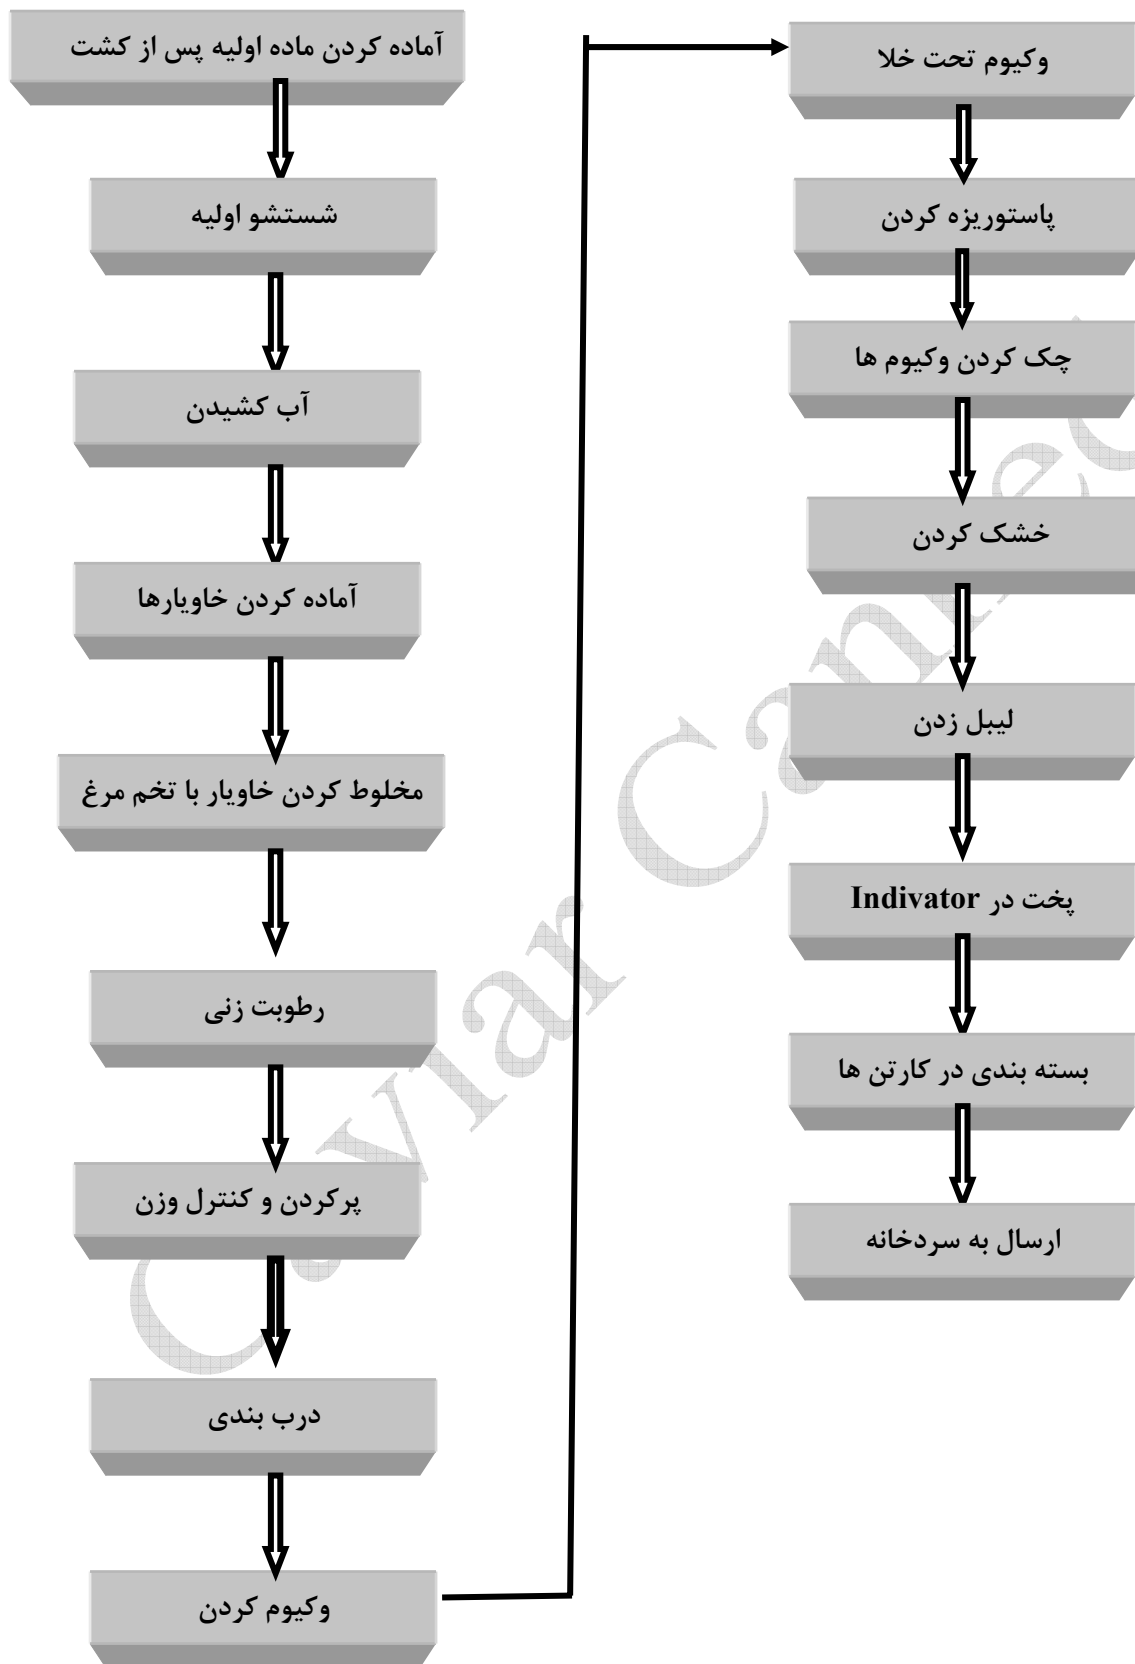 آماده کردن ماده اولیه پس از کشت
شستشو اولیه
آب کشیدن
آماده کردن خاویارها
مخلوط کردن خاویار با تخم مرغ
رطوبت زنی
پرکردن و کنترل وزن
درب بندی
وکیوم کردن
وکیوم تحت خلا
پاستوریزه کردن
چک کردن وکیوم ها
خشک کردن
لیبل زدن
پخت در Indivator
بسته بندی در کارتن ها
ارسال به سردخانه
Caviar